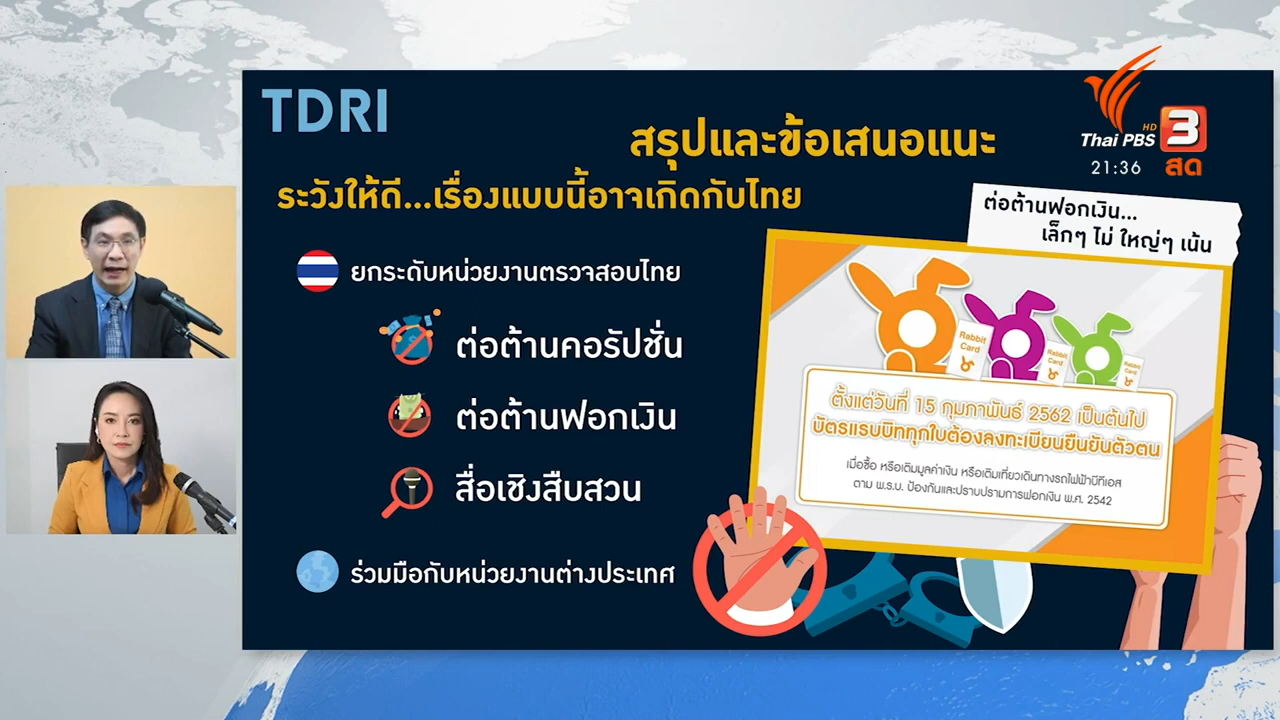 TDRI
สรุปและข้อเสนอแนะ
ระวังให้ดี...เรื่องแบบนี้อาจเกิดกับไทย
ยกระดับหน่วยงานตรวจสอบไทย
ต่อต้านคอรัปชั่น
ต่อต้านฟอกเงิน
สื่อเชิงสืบสวน
ร่วมมือกับหน่วยงานต่างประเทศ
Thai PBS HD 3
21:36 สด
ต่อต้านฟอกเงิน...
เล็กๆ ไม่ ใหญ่ๆ เน้น
Rabbit
Card
Rabbit
Card
Rabbit
Card
ตั้งแต่วันที่ 15 กุมภาพันธ์ 2562 เป็นต้นไป
บัตรแรบบิททุกใบต้องลงทะเบียนยืนยันตัวตน
เมื่อซื้อ หรือเติมมูลค่าเงิน หรือเติมเที่ยวเดินทางรถไฟฟ้าบีทีเอส
ตาม พ.ร.บ. ป้องกันและปราบปรามการฟอกเงิน พ.ศ. 2542